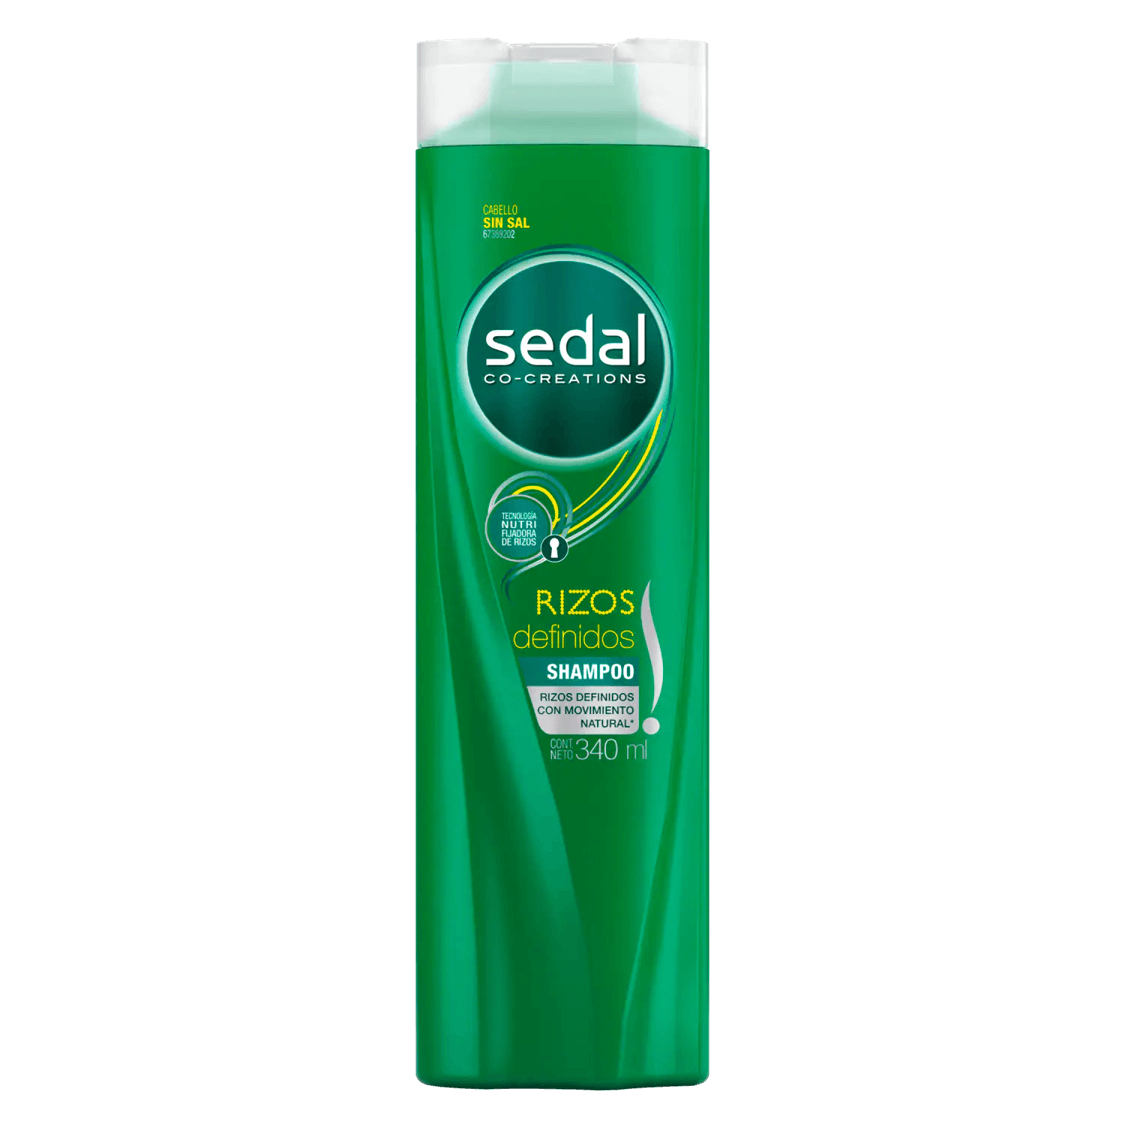 CABELLO
SIN SAL
67389202
sedal
CO-CREATIONS
TECNOLOGÍA
NUTRI
FIJADORA
DE RIZOS
RIZOS
definidos
SHAMPOO
RIZOS DEFINIDOS
CON MOVIMIENTO
NATURAL*
CONT.
NETO 340 ml